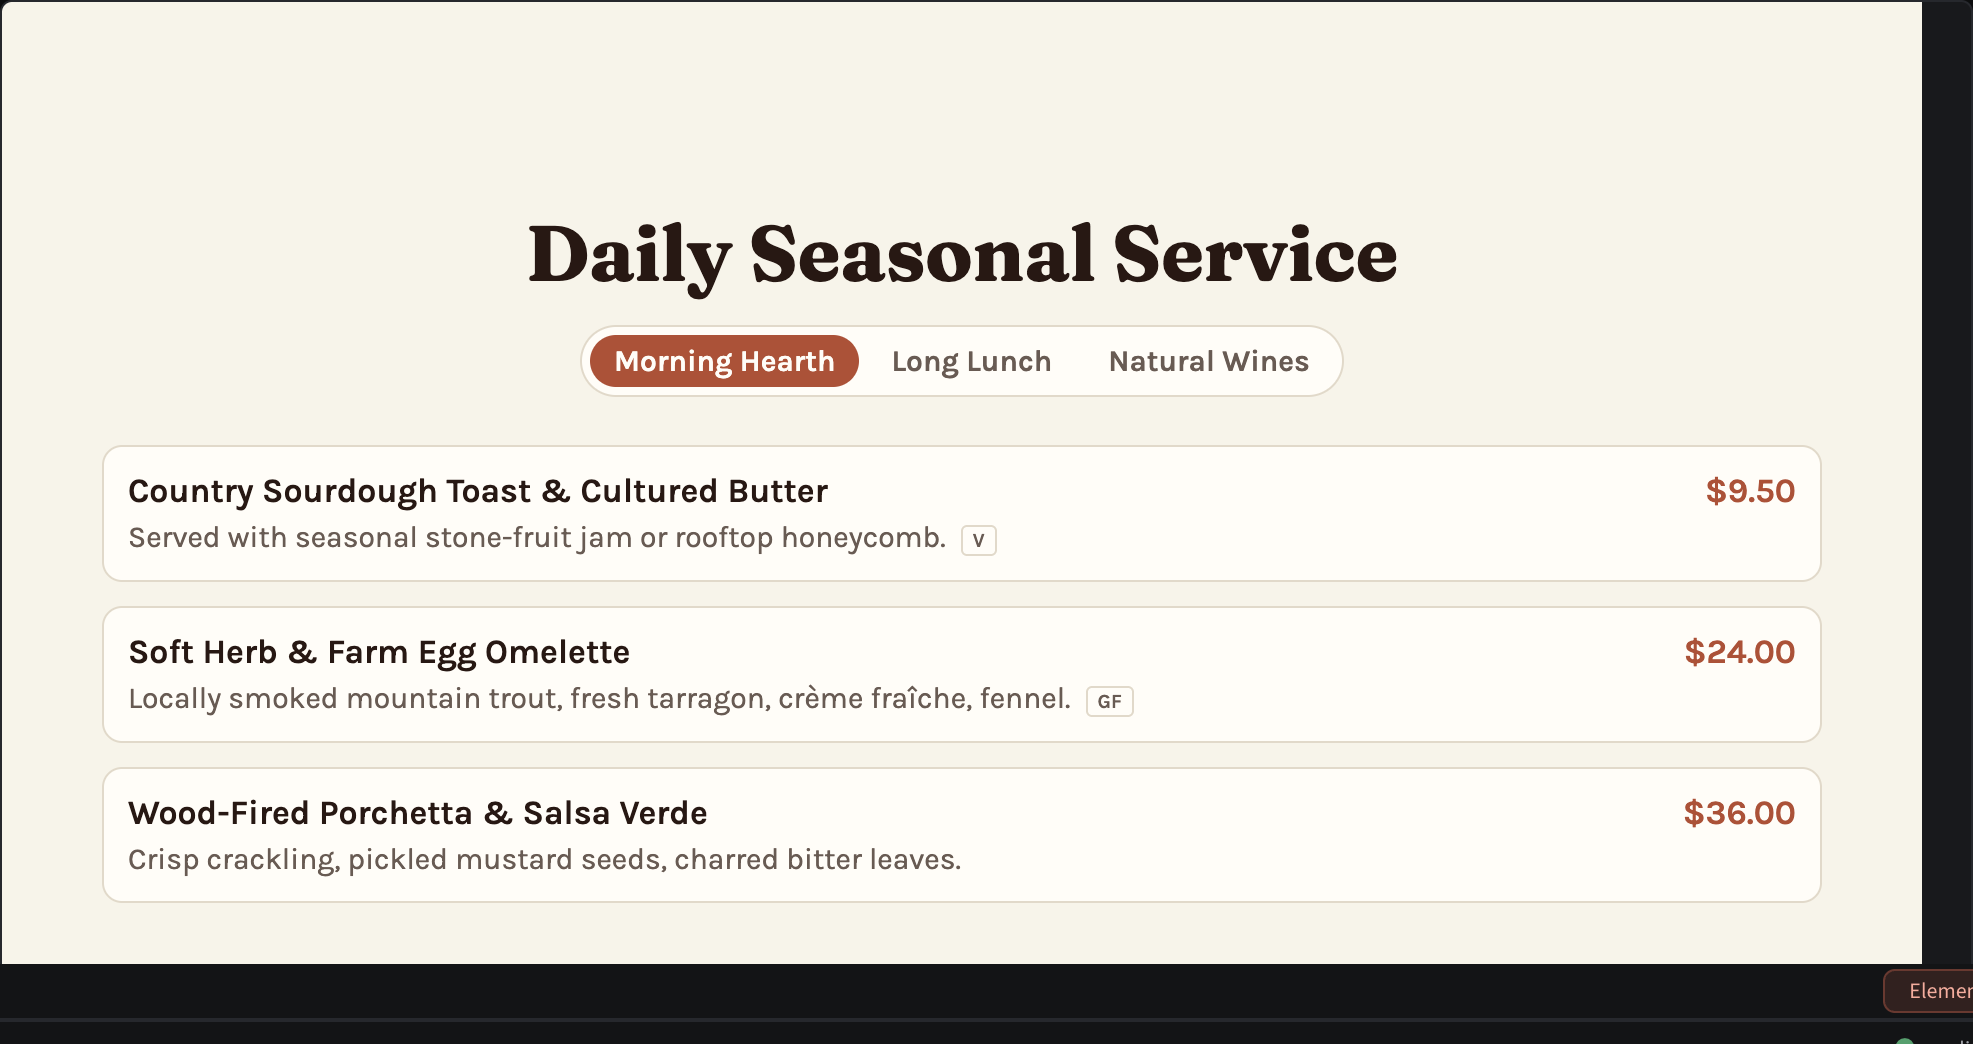 Daily Seasonal Service
Morning Hearth Long Lunch Natural Wines
Country Sourdough Toast & Cultured Butter $9.50
Served with seasonal stone-fruit jam or rooftop honeycomb. V
Soft Herb & Farm Egg Omelette $24.00
Locally smoked mountain trout, fresh tarragon, crème fraîche, fennel. GF
Wood-Fired Porchetta & Salsa Verde $36.00
Crisp crackling, pickled mustard seeds, charred bitter leaves.